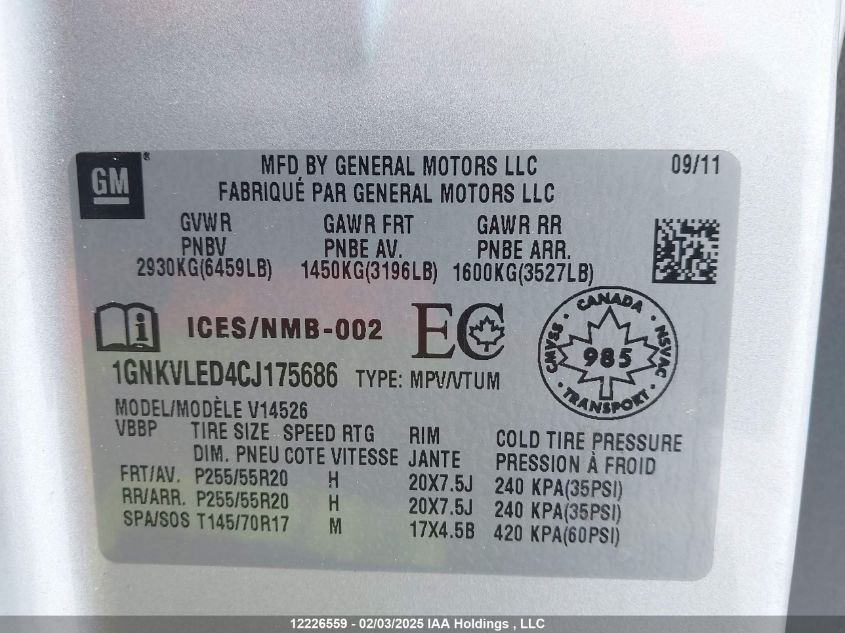 GM
MFD BY GENERAL MOTORS LLC 09/11
FABRIQUÉ PAR GENERAL MOTORS LLC
GVWR GAWR FRT GAWR RR
PNBV PNBE AV. PNBE ARR.
2930KG(6459LB) 1450KG(3196LB) 1600KG(3527LB)
ICES/NMB-002 EC
CANADA
CMVSS 985 NSVAC
TRANSPORT
1GNKVLED4CJ175686 TYPE: MPV/VTUM
MODEL/MODÈLE V14526
VBBP TIRE SIZE SPEED RTG RIM COLD TIRE PRESSURE
DIM. PNEU COTE VITESSE JANTE PRESSION À FROID
FRT/AV. P255/55R20 H 20X7.5J 240 KPA(35PSI)
RR/ARR. P255/55R20 H 20X7.5J 240 KPA(35PSI)
SPA/SOS T145/70R17 M 17X4.5B 420 KPA(60PSI)
12226559 - 02/03/2025 IAA Holdings , LLC